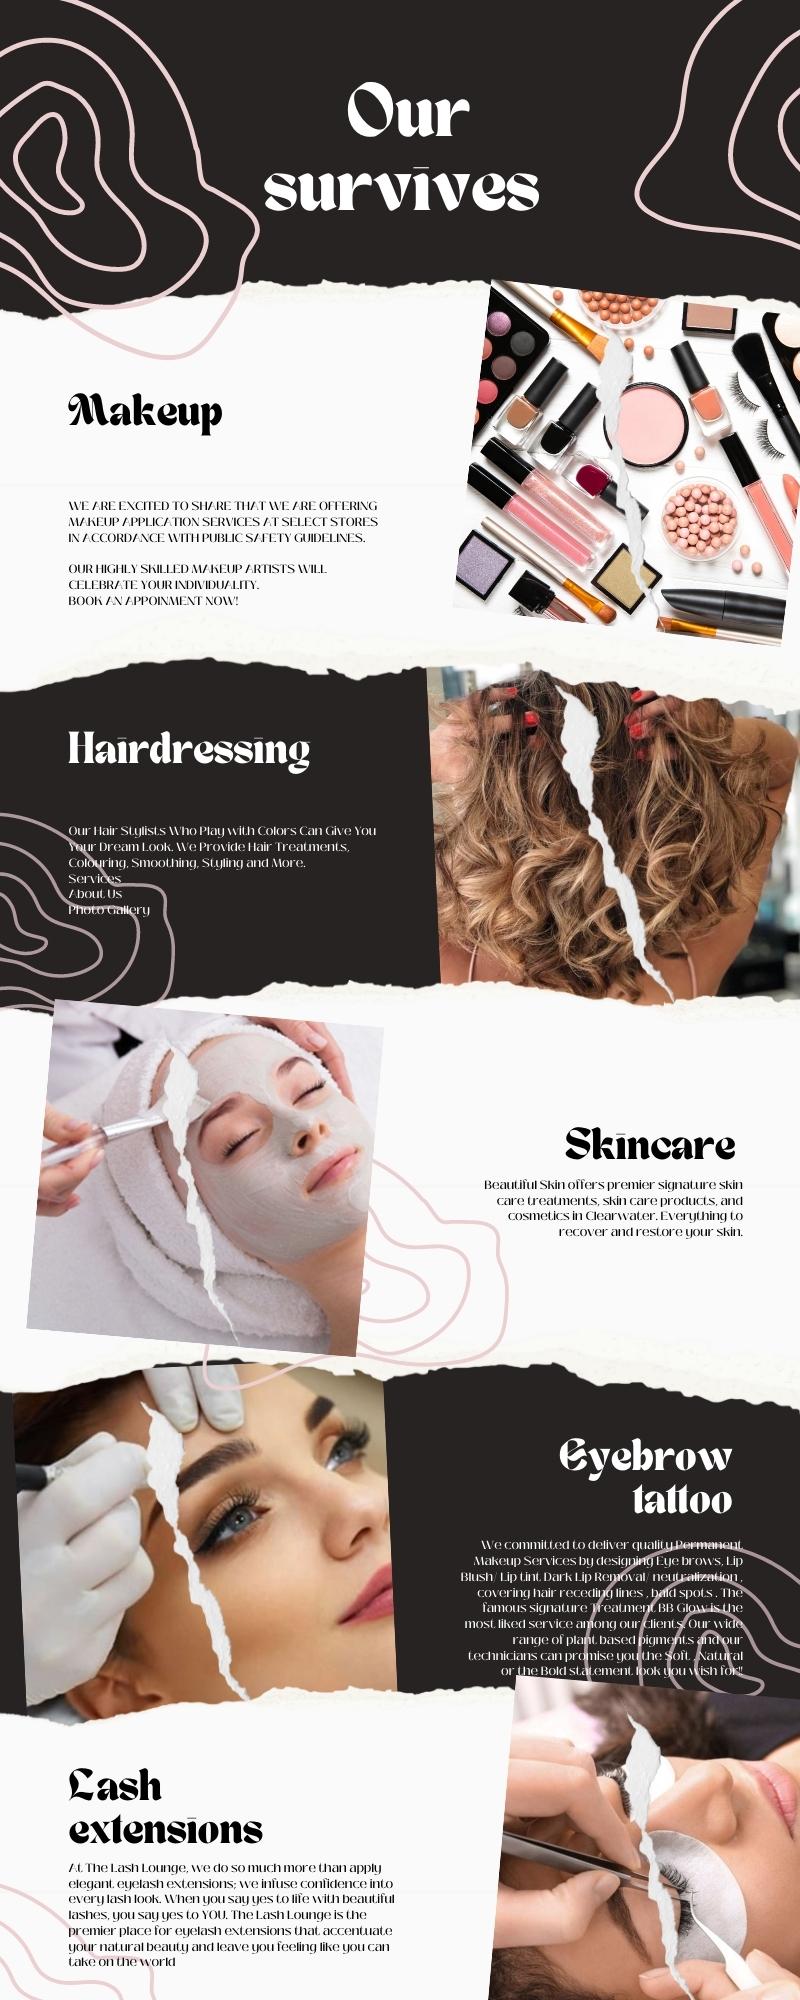 Our
survives
Makeup
WE ARE EXCITED TO SHARE THAT WE ARE OFFERING
MAKEUP APPLICATION SERVICES AT SELECT STORES
IN ACCORDANCE WITH PUBLIC SAFETY GUIDELINES.
OUR HIGHLY SKILLED MAKEUP ARTISTS WILL
CELEBRATE YOUR INDIVIDUALITY.
BOOK AN APPOINMENT NOW!
Hairdressing
Our Hair Stylists Who Play with Colors Can Give You
Your Dream Look. We Provide Hair Treatments,
Colouring, Smoothing, Styling and More.
Services
About Us
Photo Gallery
Skincare
Beautiful Skin offers premier signature skin
care treatments, skin care products, and
cosmetics in Clearwater. Everything to
recover and restore your skin.
Eyebrow
tattoo
We committed to deliver quality Permanent
Makeup Services by designing Eye brows, Lip
Blush/ Lip tint Dark Lip Removal/ neutralization ,
covering hair receding lines , bald spots . The
famous signature Treatment BB Glow is the
most liked service among our clients. Our wide
range of plant based pigments and our
technicians can promise you the Soft , Natural
or the Bold statement look you wish for!!
Lash
extensions
At The Lash Lounge, we do so much more than apply
elegant eyelash extensions; we infuse confidence into
every lash look. When you say yes to life with beautiful
lashes, you say yes to YOU. The Lash Lounge is the
premier place for eyelash extensions that accentuate
your natural beauty and leave you feeling like you can
take on the world